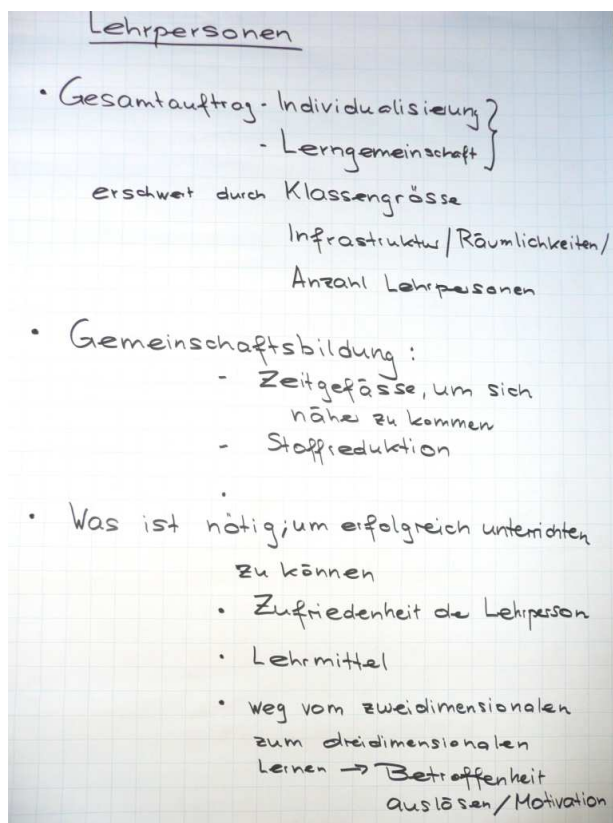 Lehrpersonen
• Gesamtauftrag - Individualisierung }
- Lerngemeinschaft }
erschwert durch Klassengrösse
Infrastruktur / Räumlichkeiten /
Anzahl Lehrpersonen
• Gemeinschaftsbildung :
- Zeitgefässe, um sich
näher zu kommen
- Stoffreduktion
• Was ist nötig, um erfolgreich unterrichten
zu können
• Zufriedenheit der Lehrperson
• Lehrmittel
• weg vom zweidimensionalen
zum dreidimensionalen
Lernen → Betroffenheit
auslösen / Motivation